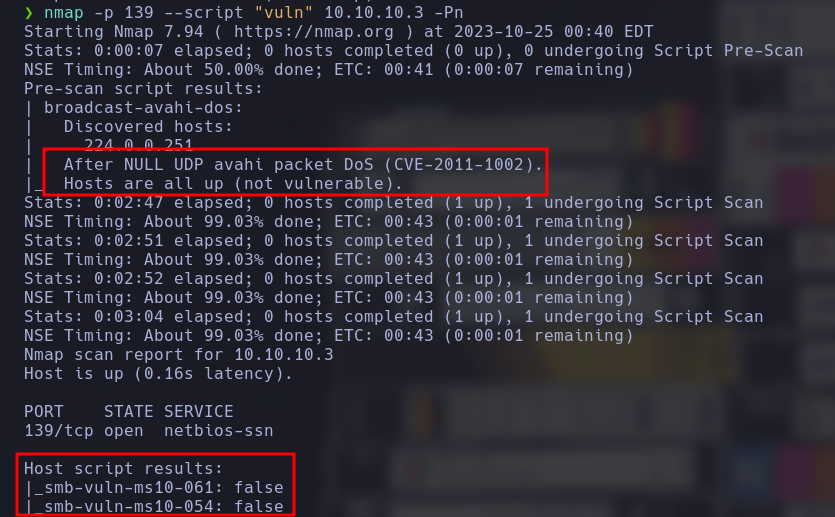 ❯ nmap -p 139 --script "vuln" 10.10.10.3 -Pn
Starting Nmap 7.94 ( https://nmap.org ) at 2023-10-25 00:40 EDT
Stats: 0:00:07 elapsed; 0 hosts completed (0 up), 0 undergoing Script Pre-Scan
NSE Timing: About 50.00% done; ETC: 00:41 (0:00:07 remaining)
Pre-scan script results:
| broadcast-avahi-dos:
|   Discovered hosts:
|     224.0.0.251
|   After NULL UDP avahi packet DoS (CVE-2011-1002).
|_  Hosts are all up (not vulnerable).
Stats: 0:02:47 elapsed; 0 hosts completed (1 up), 1 undergoing Script Scan
NSE Timing: About 99.03% done; ETC: 00:43 (0:00:01 remaining)
Stats: 0:02:51 elapsed; 0 hosts completed (1 up), 1 undergoing Script Scan
NSE Timing: About 99.03% done; ETC: 00:43 (0:00:01 remaining)
Stats: 0:02:52 elapsed; 0 hosts completed (1 up), 1 undergoing Script Scan
NSE Timing: About 99.03% done; ETC: 00:43 (0:00:01 remaining)
Stats: 0:03:04 elapsed; 0 hosts completed (1 up), 1 undergoing Script Scan
NSE Timing: About 99.03% done; ETC: 00:43 (0:00:01 remaining)
Nmap scan report for 10.10.10.3
Host is up (0.16s latency).
PORT    STATE SERVICE
139/tcp open  netbios-ssn
Host script results:
|_smb-vuln-ms10-061: false
|_smb-vuln-ms10-054: false